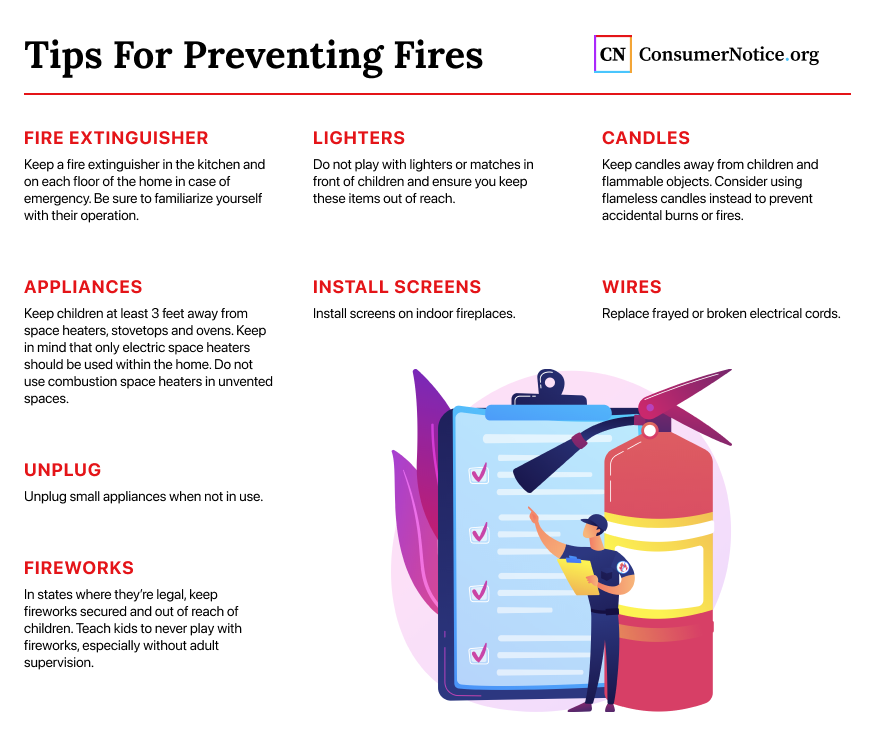 Tips For Preventing Fires
CN ConsumerNotice.org
FIRE EXTINGUISHER
Keep a fire extinguisher in the kitchen and
on each floor of the home in case of
emergency. Be sure to familiarize yourself
with their operation.
LIGHTERS
Do not play with lighters or matches in
front of children and ensure you keep
these items out of reach.
CANDLES
Keep candles away from children and
flammable objects. Consider using
flameless candles instead to prevent
accidental burns or fires.
APPLIANCES
Keep children at least 3 feet away from
space heaters, stovetops and ovens. Keep
in mind that only electric space heaters
should be used within the home. Do not
use combustion space heaters in unvented
spaces.
INSTALL SCREENS
Install screens on indoor fireplaces.
WIRES
Replace frayed or broken electrical cords.
UNPLUG
Unplug small appliances when not in use.
FIREWORKS
In states where they’re legal, keep
fireworks secured and out of reach of
children. Teach kids to never play with
fireworks, especially without adult
supervision.